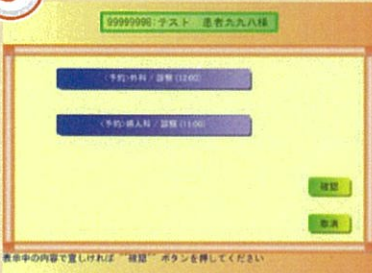 99999998:テスト 患者九九八様
<予約>外科 / 診察 (12:00)
<予約>婦人科 / 診察 (11:00)
確認
取消
表示中の内容で宜しければ “確認” ボタンを押してください